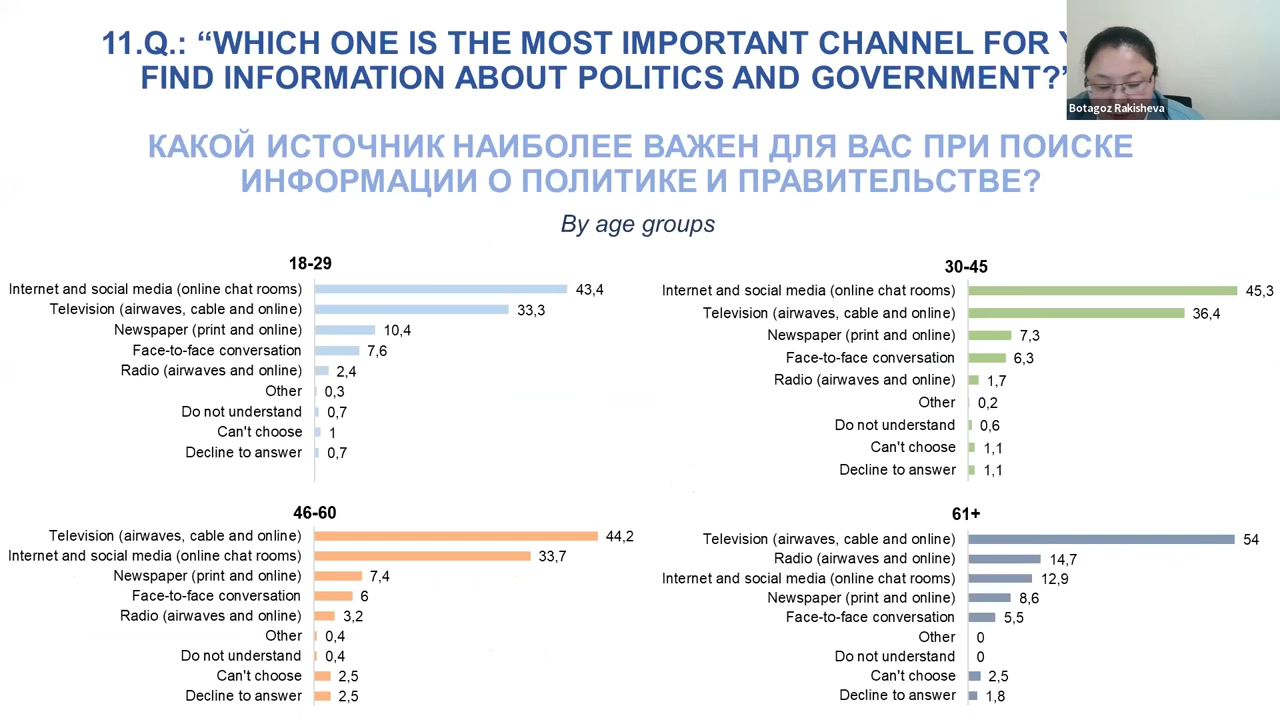 11.Q.: “WHICH ONE IS THE MOST IMPORTANT CHANNEL FOR
FIND INFORMATION ABOUT POLITICS AND GOVERNMENT?”
Botagoz Rakisheva
КАКОЙ ИСТОЧНИК НАИБОЛЕЕ ВАЖЕН ДЛЯ ВАС ПРИ ПОИСКЕ
ИНФОРМАЦИИ О ПОЛИТИКЕ И ПРАВИТЕЛЬСТВЕ?
By age groups
18-29
Internet and social media (online chat rooms) 43,4
Television (airwaves, cable and online) 33,3
Newspaper (print and online) 10,4
Face-to-face conversation 7,6
Radio (airwaves and online) 2,4
Other 0,3
Do not understand 0,7
Can't choose 1
Decline to answer 0,7
30-45
Internet and social media (online chat rooms) 45,3
Television (airwaves, cable and online) 36,4
Newspaper (print and online) 7,3
Face-to-face conversation 6,3
Radio (airwaves and online) 1,7
Other 0,2
Do not understand 0,6
Can't choose 1,1
Decline to answer 1,1
46-60
Television (airwaves, cable and online) 44,2
Internet and social media (online chat rooms) 33,7
Newspaper (print and online) 7,4
Face-to-face conversation 6
Radio (airwaves and online) 3,2
Other 0,4
Do not understand 0,4
Can't choose 2,5
Decline to answer 2,5
61+
Television (airwaves, cable and online) 54
Radio (airwaves and online) 14,7
Internet and social media (online chat rooms) 12,9
Newspaper (print and online) 8,6
Face-to-face conversation 5,5
Other 0
Do not understand 0
Can't choose 2,5
Decline to answer 1,8